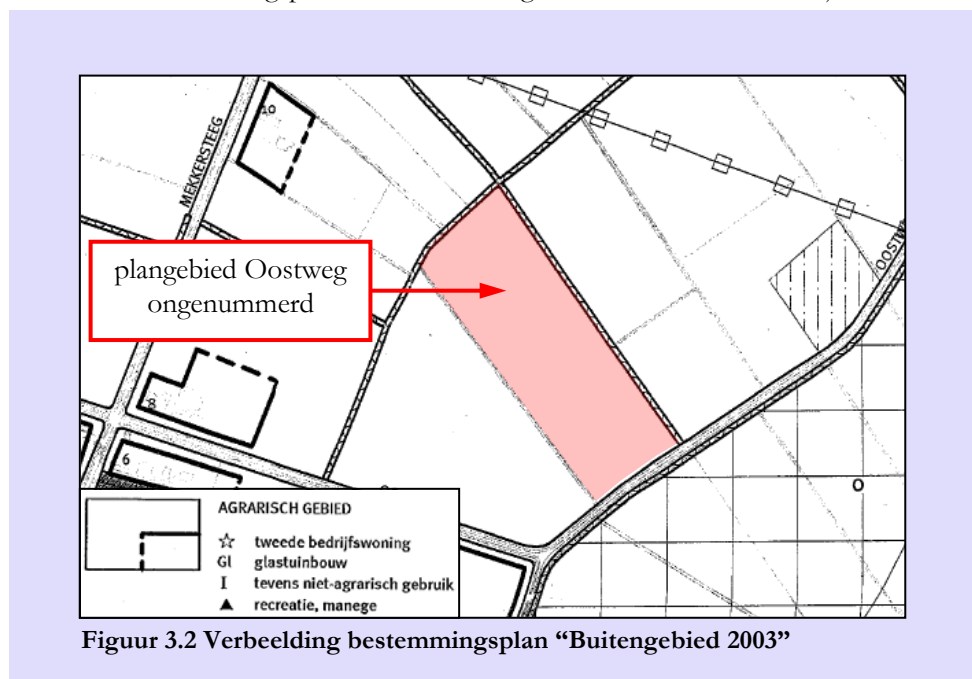 10
MEKKERSTEEG
OOSTW
plangebied Oostweg
ongenummerd
8
6
O
AGRARISCH GEBIED
☆ tweede bedrijfswoning
Gl glastuinbouw
I tevens niet-agrarisch gebruik
▲ recreatie, manege
Figuur 3.2 Verbeelding bestemmingsplan “Buitengebied 2003”